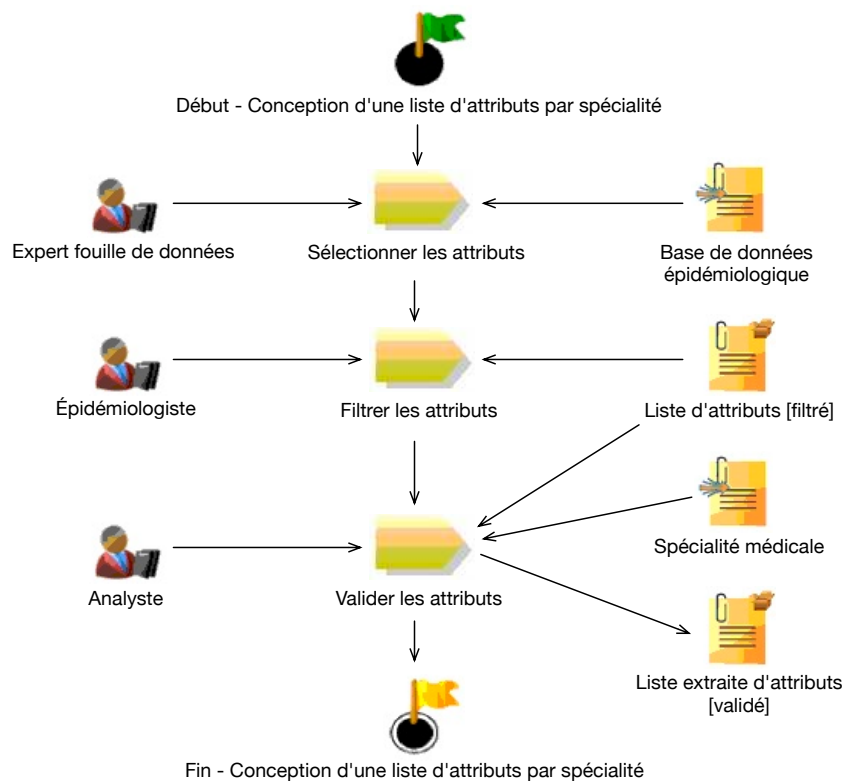 Début - Conception d'une liste d'attributs par spécialité
Expert fouille de données
Sélectionner les attributs
Base de données
épidémiologique
Épidémiologiste
Filtrer les attributs
Liste d'attributs [filtré]
Spécialité médicale
Analyste
Valider les attributs
Liste extraite d'attributs
[validé]
Fin - Conception d'une liste d'attributs par spécialité